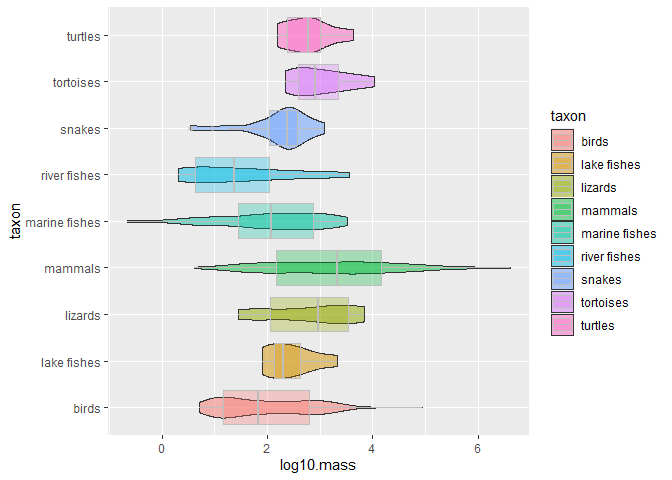 turtles
tortoises
snakes
river fishes
marine fishes
mammals
lizards
lake fishes
birds
taxon
0 2 4 6
log10.mass
taxon
birds
lake fishes
lizards
mammals
marine fishes
river fishes
snakes
tortoises
turtles